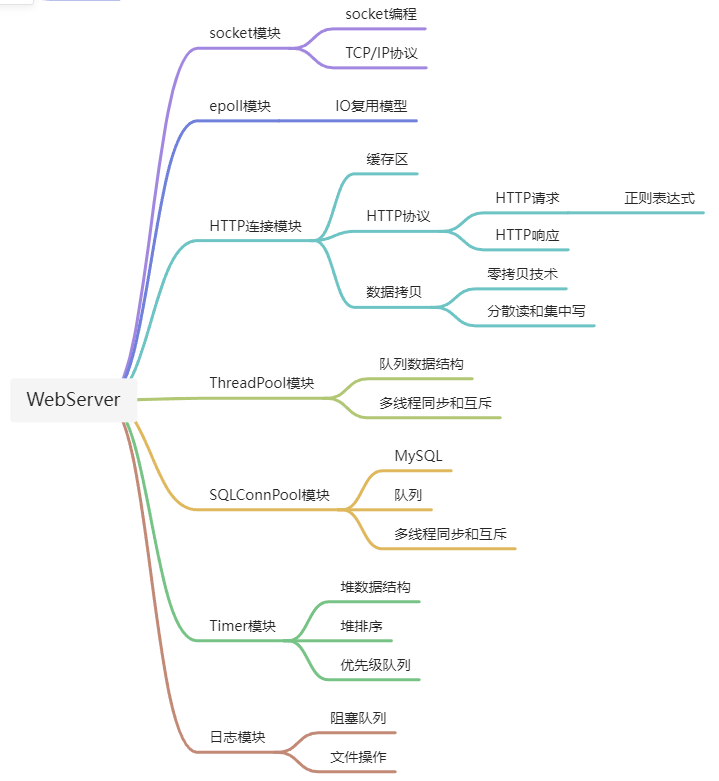 WebServer
socket模块
socket编程
TCP/IP协议
epoll模块
IO复用模型
HTTP连接模块
缓存区
HTTP协议
HTTP请求
正则表达式
HTTP响应
数据拷贝
零拷贝技术
分散读和集中写
ThreadPool模块
队列数据结构
多线程同步和互斥
SQLConnPool模块
MySQL
队列
多线程同步和互斥
Timer模块
堆数据结构
堆排序
优先级队列
日志模块
阻塞队列
文件操作